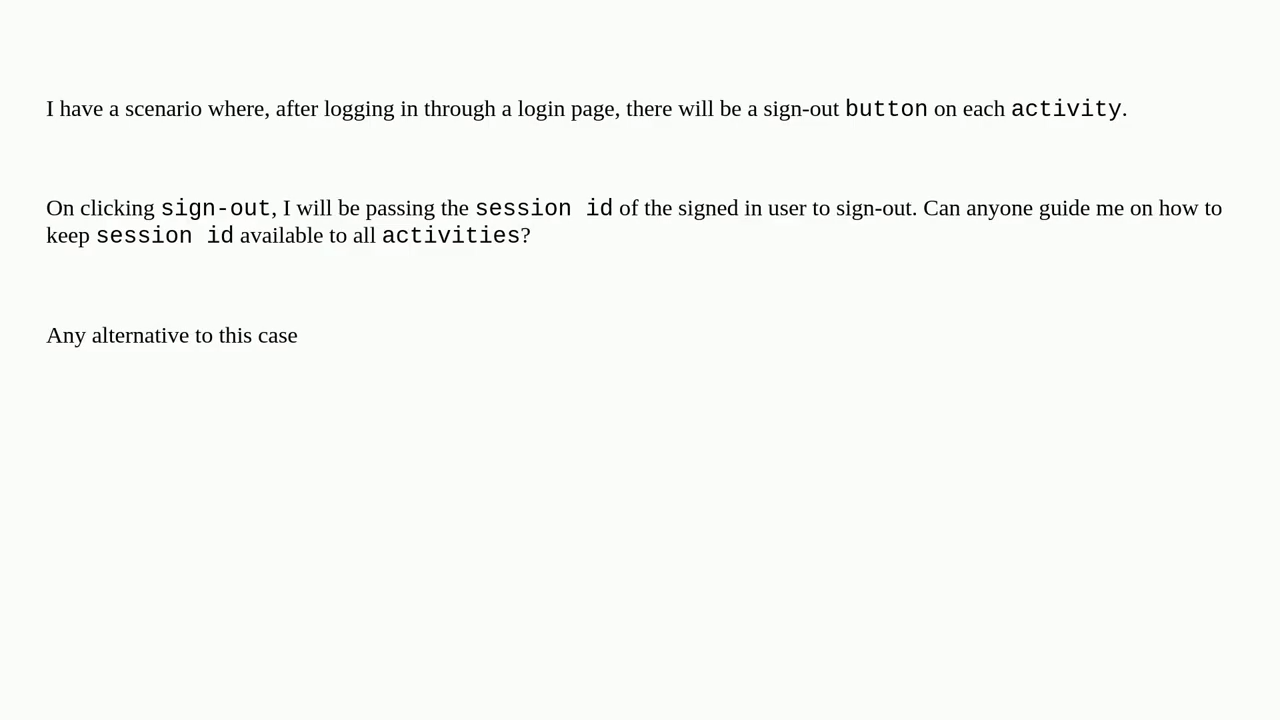 I have a scenario where, after logging in through a login page, there will be a sign-out button on each activity.
On clicking sign-out, I will be passing the session id of the signed in user to sign-out. Can anyone guide me on how to
keep session id available to all activities?
Any alternative to this case